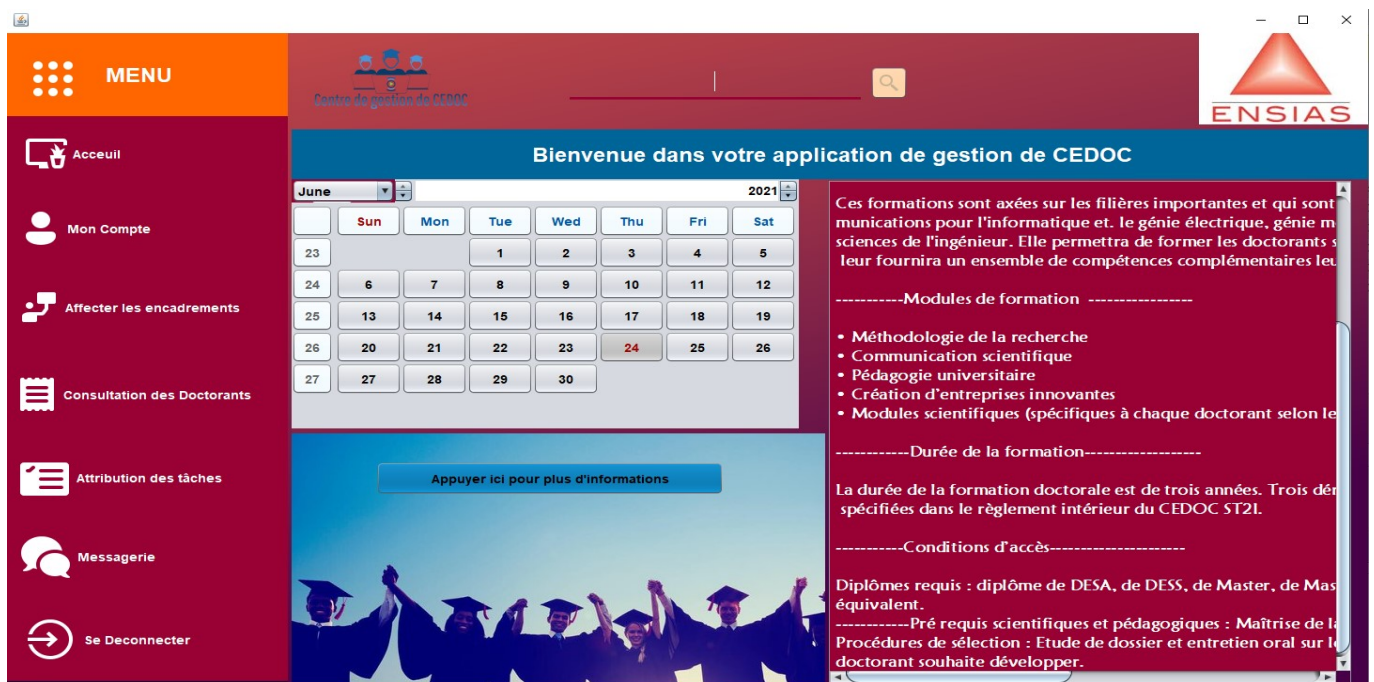 MENU
Centre de gestion de CEDOC
ENSIAS
Acceuil
Mon Compte
Affecter les encadrements
Consultation des Doctorants
Attribution des tâches
Messagerie
Se Deconnecter
Bienvenue dans votre application de gestion de CEDOC
June 2021
Sun Mon Tue Wed Thu Fri Sat
23 1 2 3 4 5
24 6 7 8 9 10 11 12
25 13 14 15 16 17 18 19
26 20 21 22 23 24 25 26
27 27 28 29 30
Appuyer ici pour plus d'informations
Ces formations sont axées sur les filières importantes et qui sont
munications pour l'informatique et. le génie électrique, génie m
sciences de l'ingénieur. Elle permettra de former les doctorants s
leur fournira un ensemble de compétences complémentaires leu
-----------Modules de formation -----------------
• Méthodologie de la recherche
• Communication scientifique
• Pédagogie universitaire
• Création d'entreprises innovantes
• Modules scientifiques (spécifiques à chaque doctorant selon le
------------Durée de la formation-------------------
La durée de la formation doctorale est de trois années. Trois dér
spécifiées dans le règlement intérieur du CEDOC ST2I.
-----------Conditions d'accès----------------------
Diplômes requis : diplôme de DESA, de DESS, de Master, de Mas
équivalent.
------------Pré requis scientifiques et pédagogiques : Maîtrise de la
Procédures de sélection : Etude de dossier et entretien oral sur le
doctorant souhaite développer.